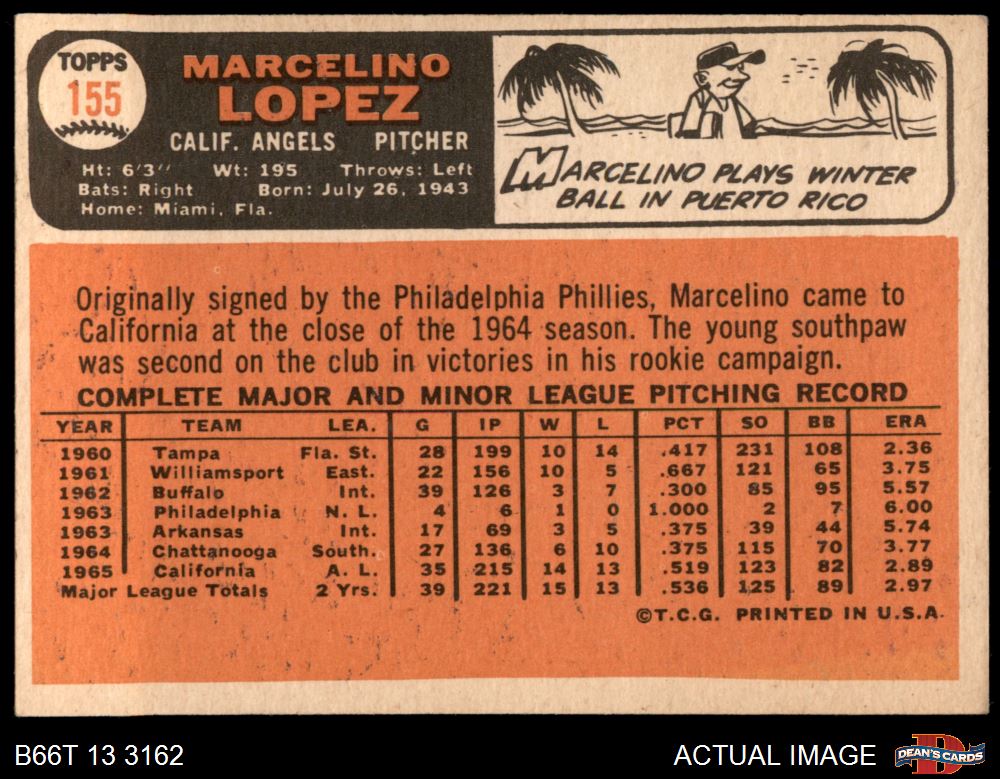 TOPPS
155
MARCELINO
LOPEZ
CALIF. ANGELS PITCHER
Ht: 6'3" Wt: 195 Throws: Left
Bats: Right Born: July 26, 1943
Home: Miami, Fla.
MARCELINO PLAYS WINTER
BALL IN PUERTO RICO
Originally signed by the Philadelphia Phillies, Marcelino came to
California at the close of the 1964 season. The young southpaw
was second on the club in victories in his rookie campaign.
COMPLETE MAJOR AND MINOR LEAGUE PITCHING RECORD
YEAR TEAM LEA. G IP W L PCT SO BB ERA
1960 Tampa Fla. St. 28 199 10 14 .417 231 108 2.36
1961 Williamsport East. 22 156 10 5 .667 121 65 3.75
1962 Buffalo Int. 39 126 3 7 .300 85 95 5.57
1963 Philadelphia N. L. 4 6 1 0 1.000 2 7 6.00
1963 Arkansas Int. 17 69 3 5 .375 39 44 5.74
1964 Chattanooga South. 27 136 6 10 .375 115 70 3.77
1965 California A. L. 35 215 14 13 .519 123 82 2.89
Major League Totals 2 Yrs. 39 221 15 13 .536 125 89 2.97
©T.C.G. PRINTED IN U.S.A.
B66T 13 3162
ACTUAL IMAGE
DEAN'S CARDS